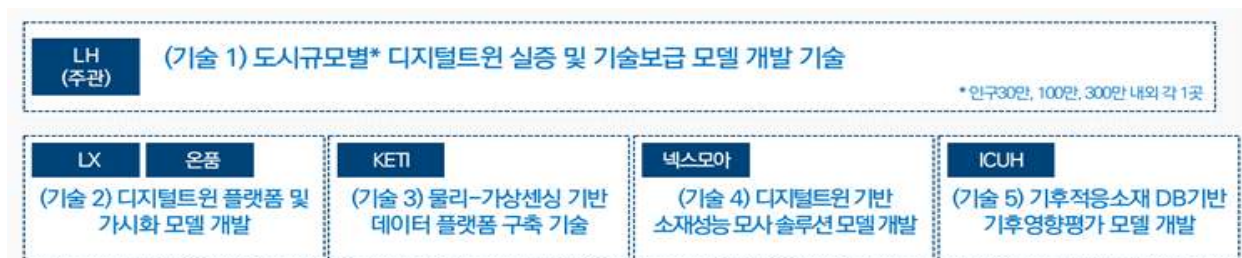 LH
(주관)
(기술 1) 도시규모별* 디지털트윈 실증 및 기술보급 모델 개발 기술
* 인구30만, 100만, 300만 내외 각 1곳
LX 온품
(기술 2) 디지털트윈 플랫폼 및
가시화 모델 개발
KETI
(기술 3) 물리-가상센싱 기반
데이터 플랫폼 구축 기술
넥스모아
(기술 4) 디지털트윈 기반
소재성능 모사 솔루션 모델 개발
ICUH
(기술 5) 기후적응소재 DB기반
기후영향평가 모델 개발